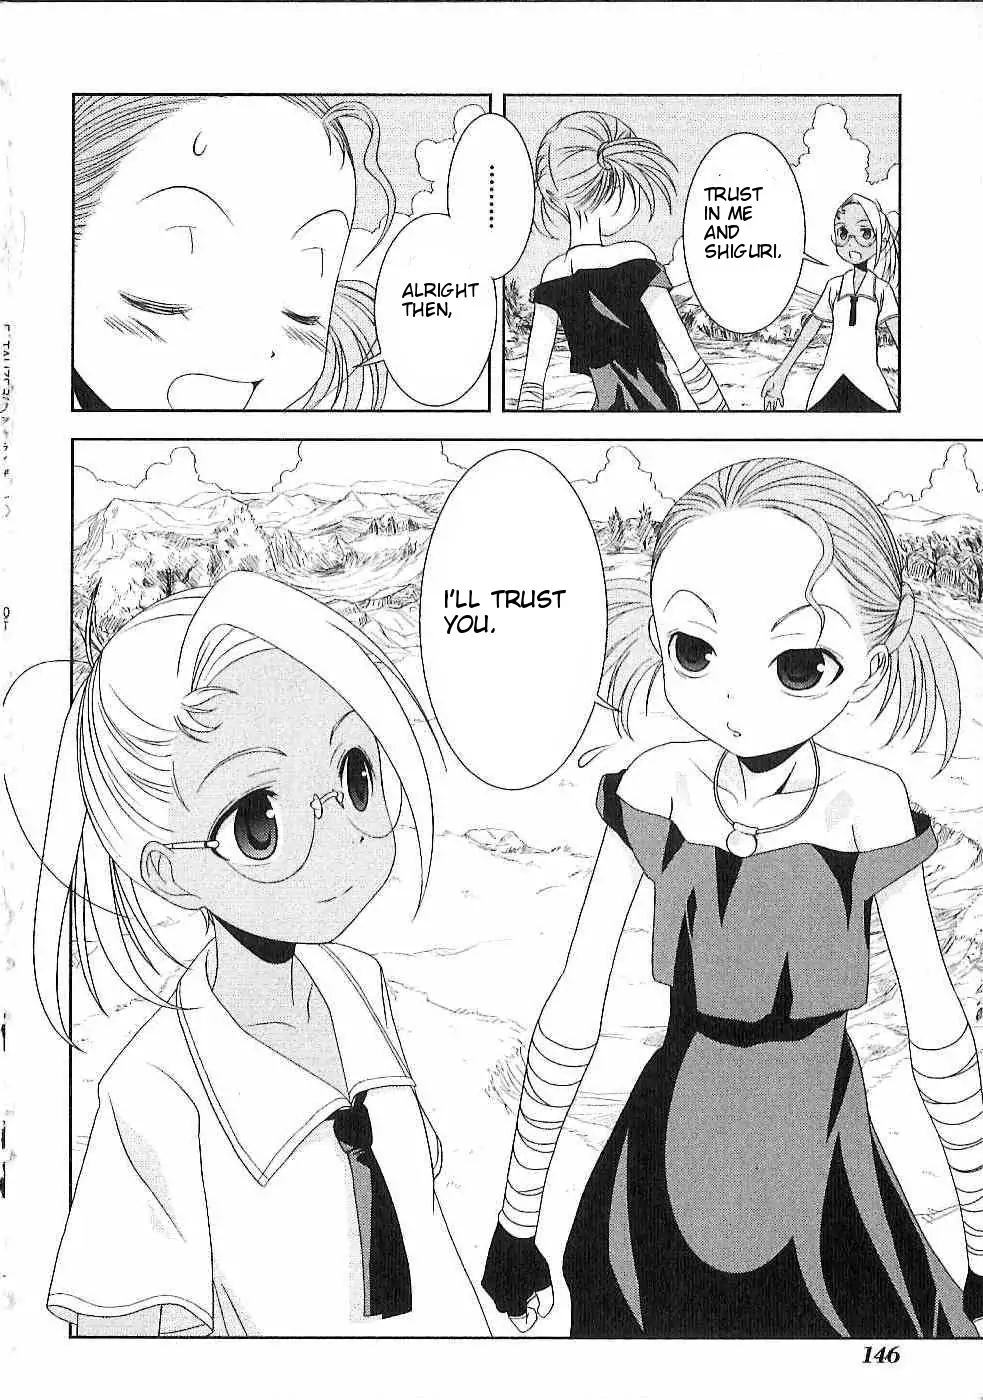 TRUST
IN ME
AND
SHIGURI.
.........
ALRIGHT
THEN,
I'LL TRUST
YOU.
146